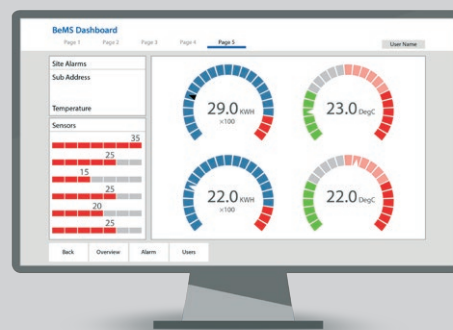 BeMS Dashboard
Page 1 Page 2 Page 3 Page 4 Page 5
User Name
Site Alarms
Sub Address
Temperature
Sensors
35
25
15
25
20
25
29.0 KWH
×100
23.0 DegC
22.0 KWH
×100
22.0 DegC
Back Overview Alarm Users